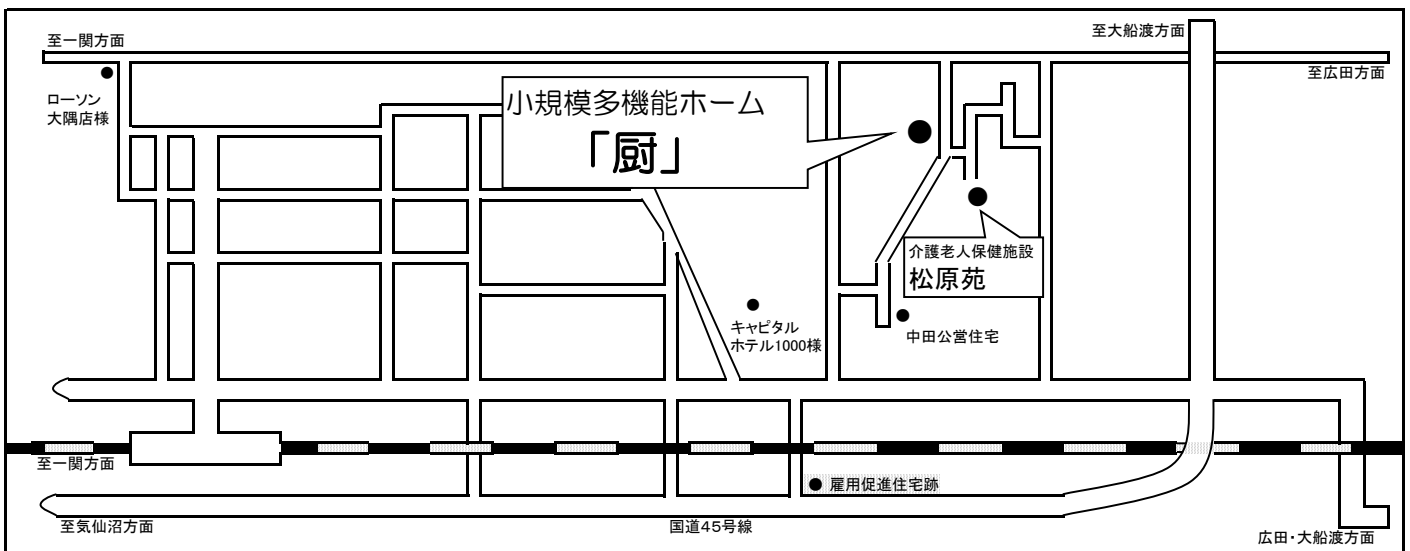 至一関方面
至大船渡方面
至広田方面
ローソン
大隅店様
小規模多機能ホーム
「厨」
介護老人保健施設
松原苑
キャピタル
ホテル1000様
中田公営住宅
至一関方面
雇用促進住宅跡
至気仙沼方面
国道45号線
広田・大船渡方面